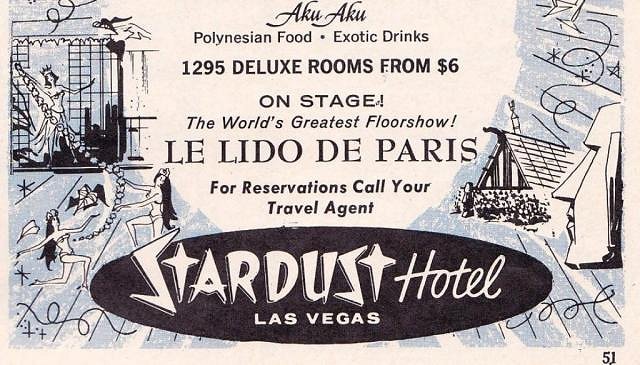 Aku Aku
Polynesian Food • Exotic Drinks
1295 DELUXE ROOMS FROM $6
ON STAGE!
The World's Greatest Floorshow!
LE LIDO DE PARIS
For Reservations Call Your
Travel Agent
STARDUST Hotel
LAS VEGAS
51